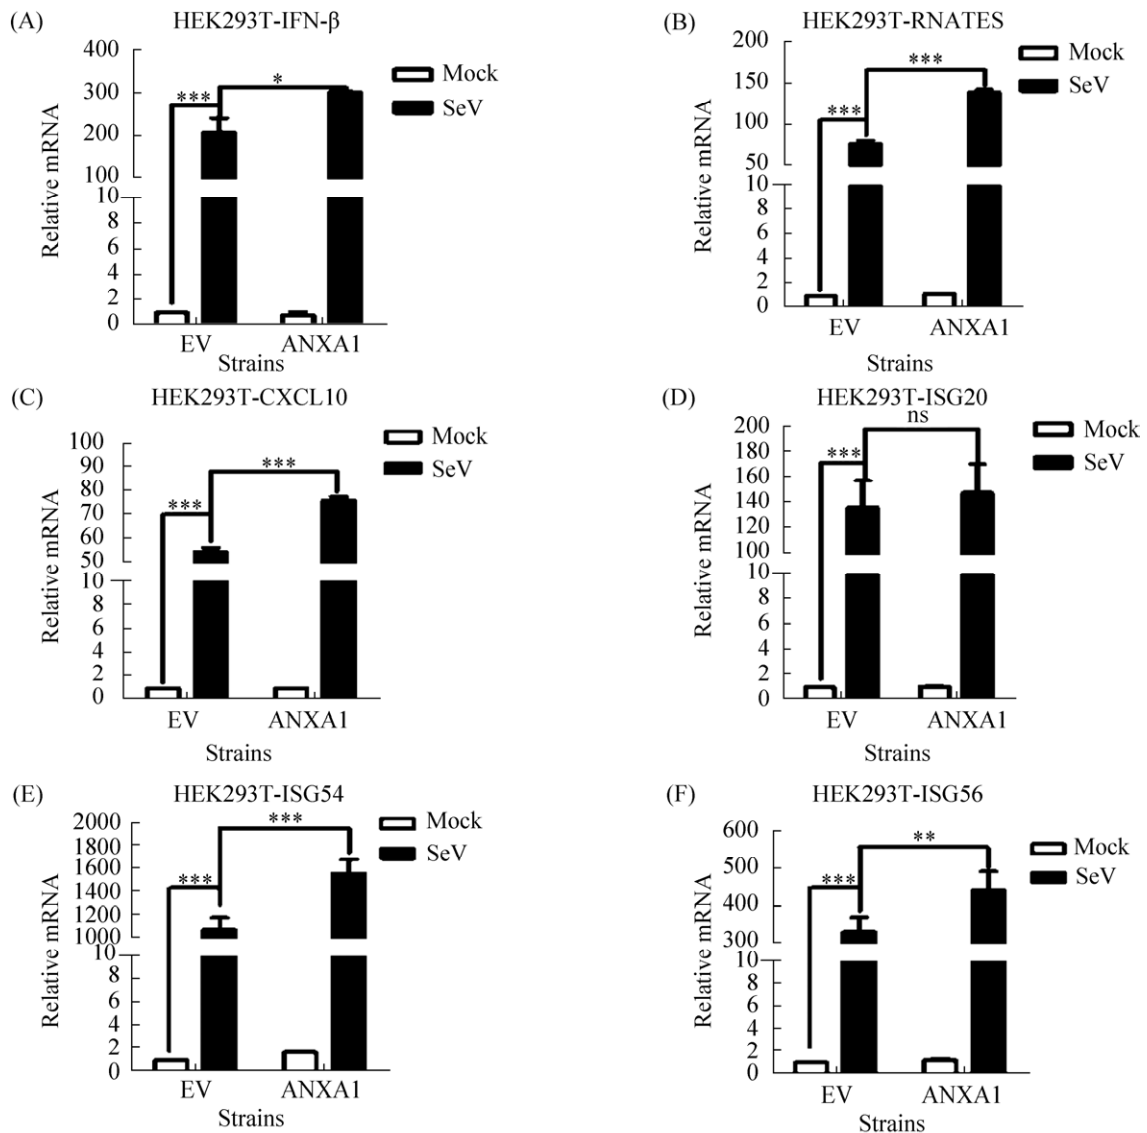 (A)
HEK293T-IFN-β
Relative mRNA
400
300
200
100
10
8
6
4
2
0
***
*
Mock
SeV
EV
ANXA1
Strains
(B)
HEK293T-RNATES
Relative mRNA
200
150
100
50
10
8
6
4
2
0
***
***
Mock
SeV
EV
ANXA1
Strains
(C)
HEK293T-CXCL10
Relative mRNA
100
90
80
70
60
50
10
8
6
4
2
0
***
***
Mock
SeV
EV
ANXA1
Strains
(D)
HEK293T-ISG20
Relative mRNA
200
180
160
140
120
100
10
8
6
4
2
0
***
ns
Mock
SeV
EV
ANXA1
Strains
(E)
HEK293T-ISG54
Relative mRNA
2000
1800
1600
1400
1200
1000
10
8
6
4
2
0
***
***
Mock
SeV
EV
ANXA1
Strains
(F)
HEK293T-ISG56
Relative mRNA
600
500
400
300
10
8
6
4
2
0
***
**
Mock
SeV
EV
ANXA1
Strains